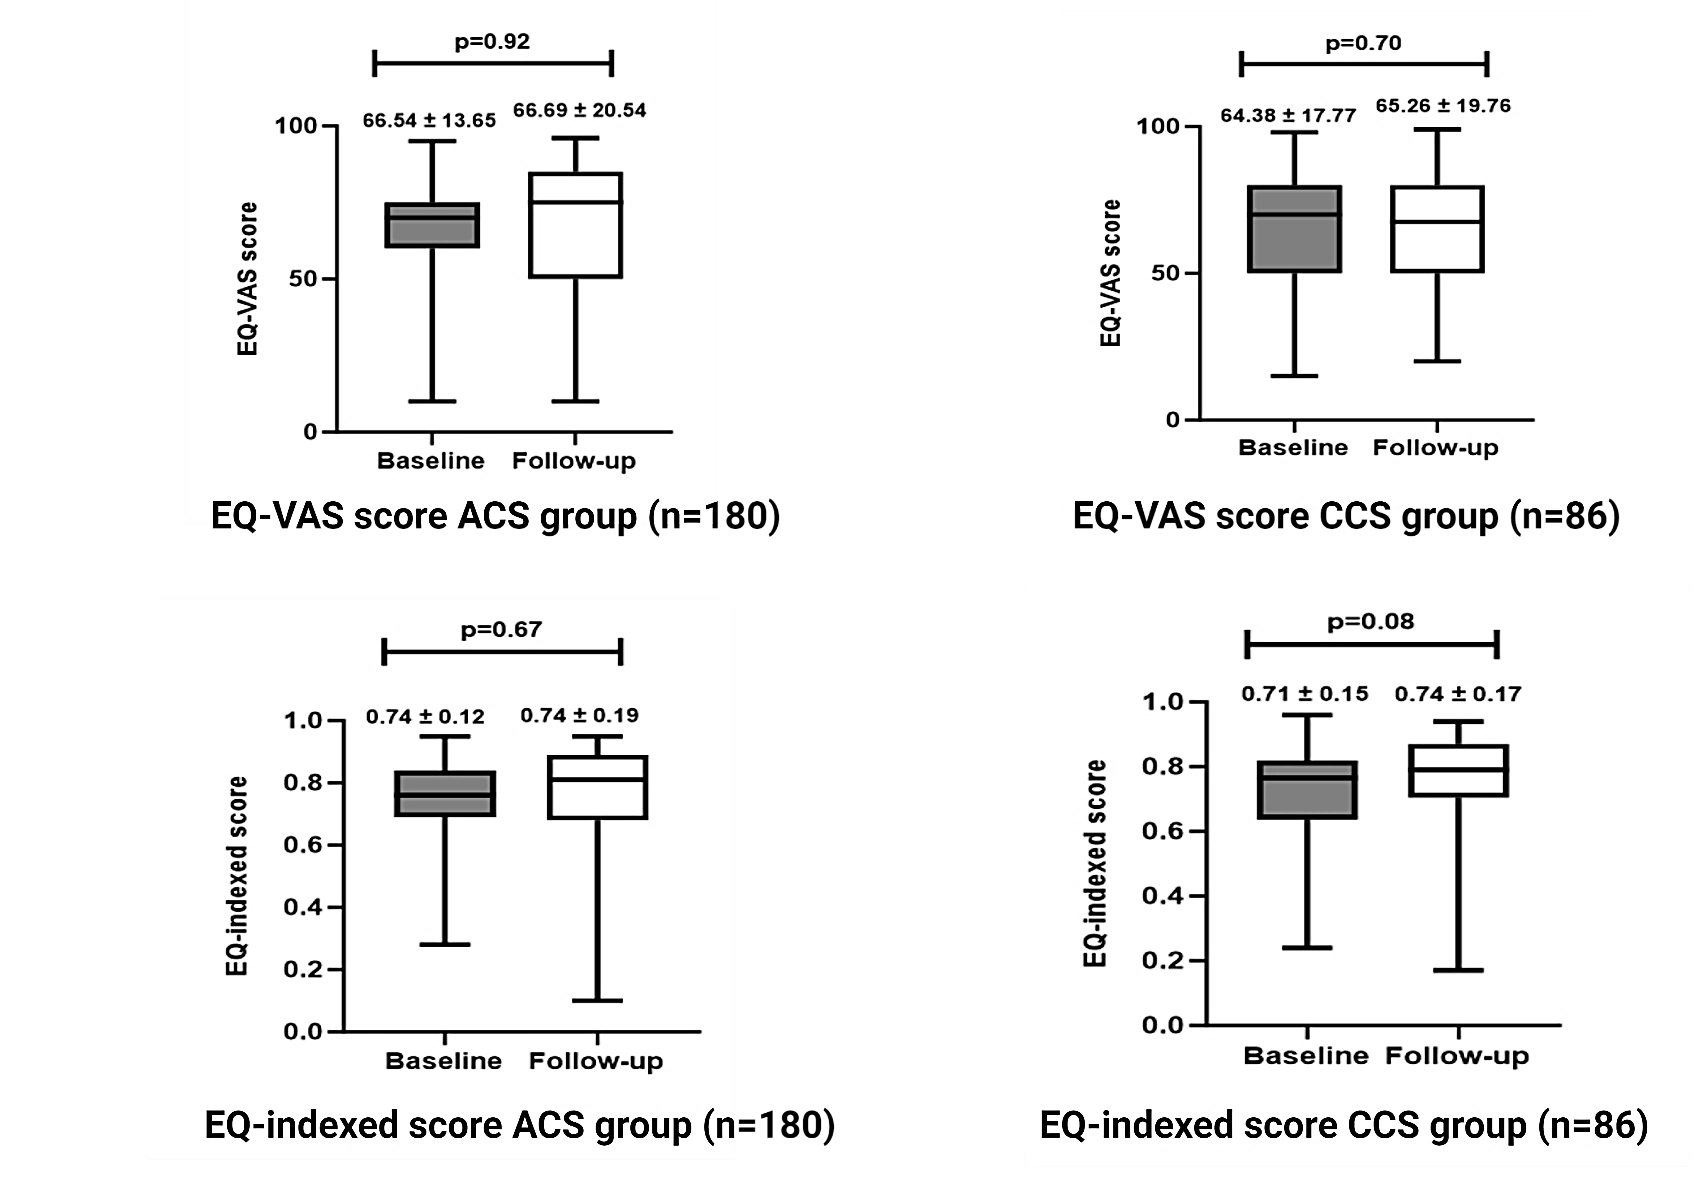 p=0.92
66.54 ± 13.65
66.69 ± 20.54
100
50
0
EQ-VAS score
Baseline
Follow-up
EQ-VAS score ACS group (n=180)
p=0.70
64.38 ± 17.77
65.26 ± 19.76
100
50
0
EQ-VAS score
Baseline
Follow-up
EQ-VAS score CCS group (n=86)
p=0.67
0.74 ± 0.12
0.74 ± 0.19
1.0
0.8
0.6
0.4
0.2
0.0
EQ-indexed score
Baseline
Follow-up
EQ-indexed score ACS group (n=180)
p=0.08
0.71 ± 0.15
0.74 ± 0.17
1.0
0.8
0.6
0.4
0.2
0.0
EQ-indexed score
Baseline
Follow-up
EQ-indexed score CCS group (n=86)